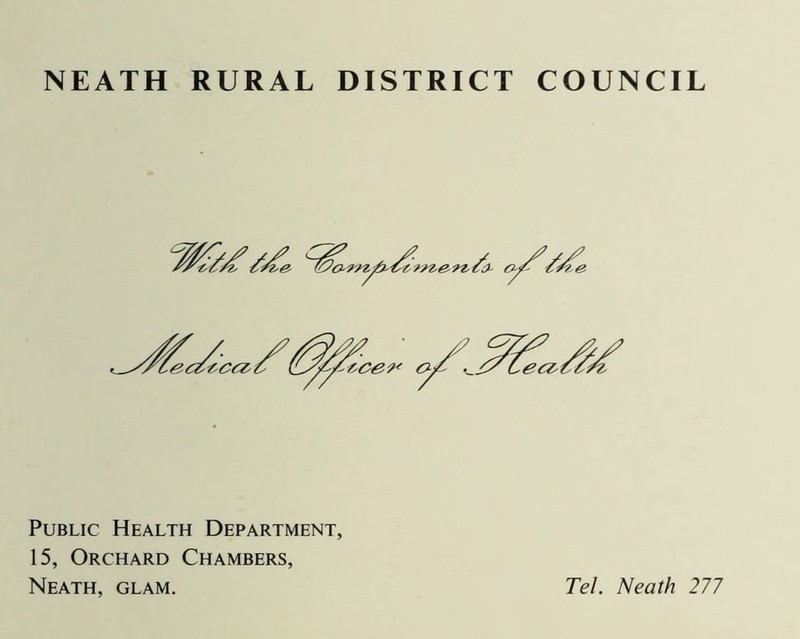 NEATH RURAL DISTRICT COUNCIL
With the Compliments of the
Medical Officer of Health
Public Health Department,
15, Orchard Chambers,
Neath, glam.
Tel. Neath 277